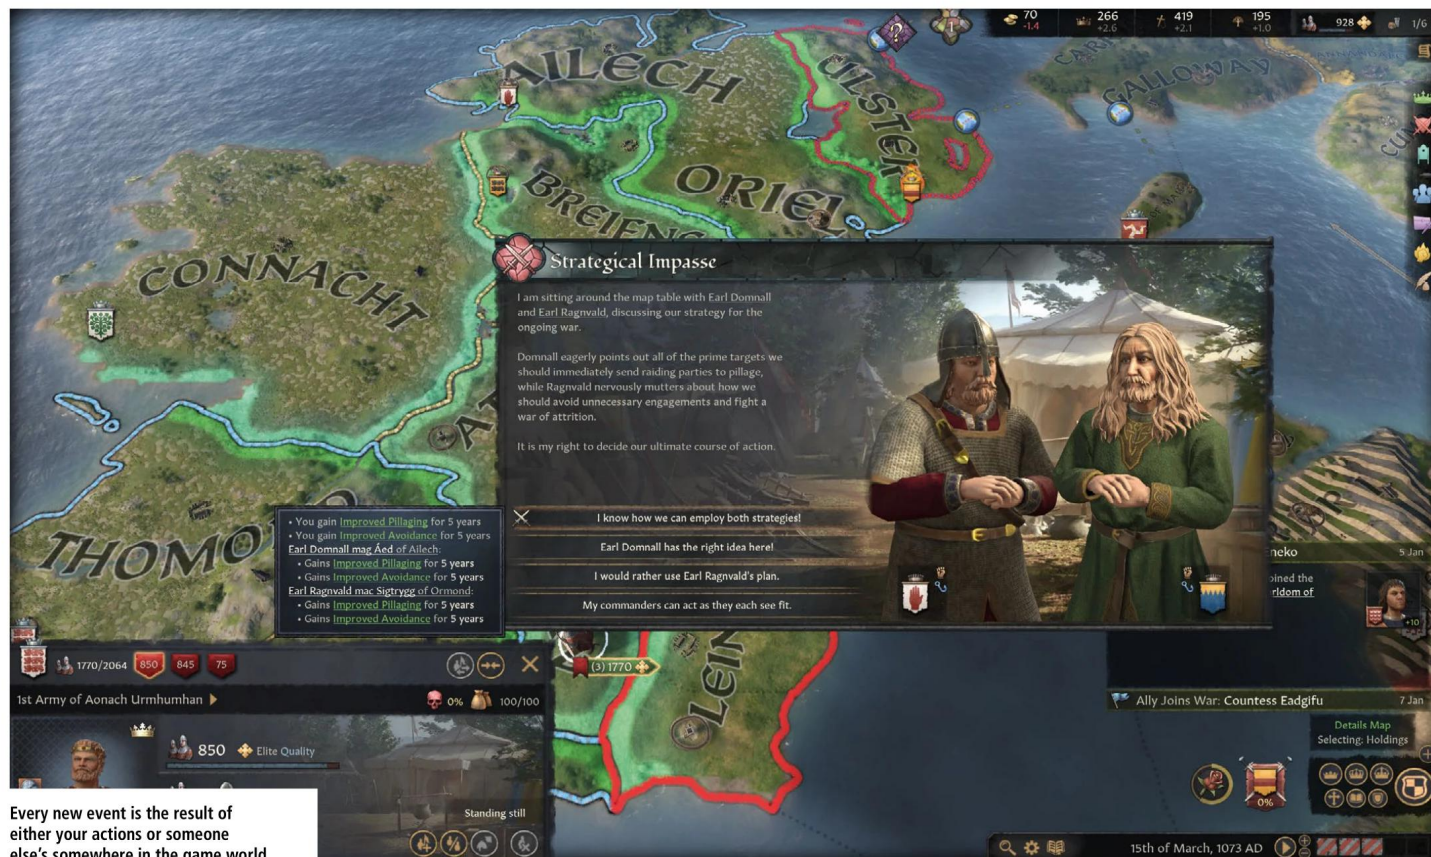 70
-1.4
266
+2.6
419
+2.1
195
+1.0
928
1/6
AILECH
ULSTER
GALLOWAY
BREIFNE
ORIEL
CONNACHT
Strategical Impasse
I am sitting around the map table with Earl Domnall
and Earl Ragnvald, discussing our strategy for the
ongoing war.
Domnall eagerly points out all of the prime targets we
should immediately send raiding parties to pillage,
while Ragnvald nervously mutters about how we
should avoid unnecessary engagements and fight a
war of attrition.
It is my right to decide our ultimate course of action.
I know how we can employ both strategies!
Earl Domnall has the right idea here!
I would rather use Earl Ragnvald's plan.
My commanders can act as they each see fit.
• You gain Improved Pillaging for 5 years
• You gain Improved Avoidance for 5 years
Earl Domnall mag Áed of Ailech:
• Gains Improved Pillaging for 5 years
• Gains Improved Avoidance for 5 years
Earl Ragnvald mac Sigtrygg of Ormond:
• Gains Improved Pillaging for 5 years
• Gains Improved Avoidance for 5 years
neko
5 Jan
oined the
rldom of
+10
1770/2064
850
845
75
(3) 1770
LEIN
1st Army of Aonach Urmhumhan
0%
100/100
Ally Joins War: Countess Eadgifu
7 Jan
Details Map
Selecting: Holdings
850
Elite Quality
0%
Standing still
15th of March, 1073 AD
Every new event is the result of
either your actions or someone
else's somewhere in the game world